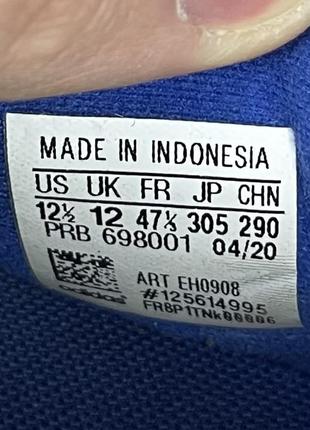 MADE IN INDONESIA
US UK FR JP CHN
12½ 12 47⅓ 305 290
PRB 698001 04/20
ART EH0908
#125614995
adidas FR8P1TNk00006